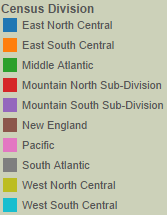 Census Division
East North Central
East South Central
Middle Atlantic
Mountain North Sub-Division
Mountain South Sub-Division
New England
Pacific
South Atlantic
West North Central
West South Central